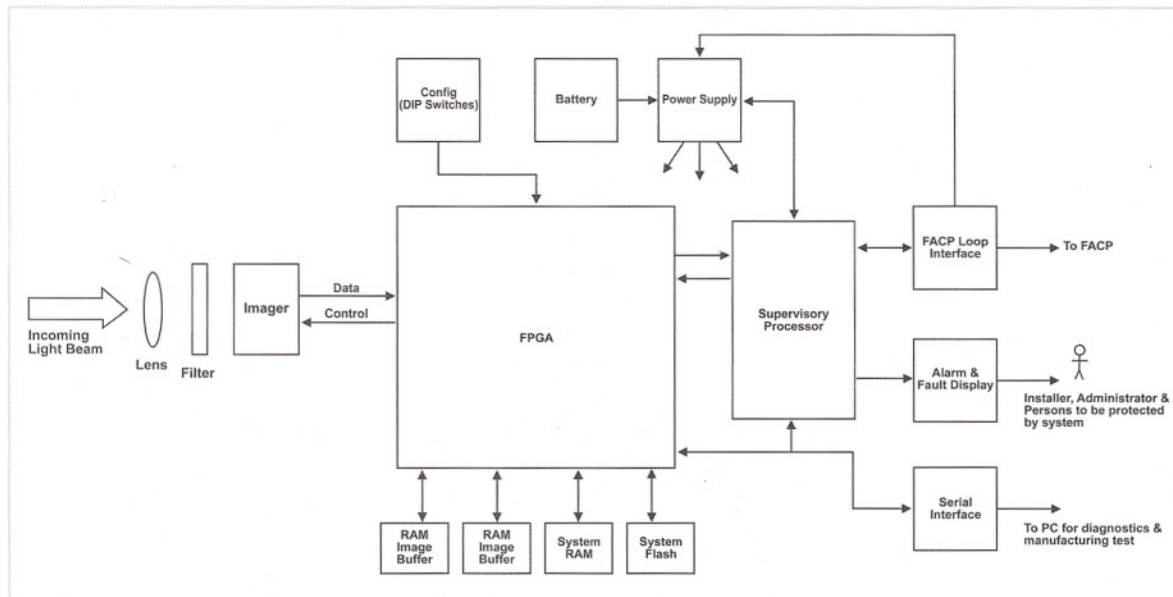 Config
(DIP Switches)
Battery
Power Supply
FACP Loop
Interface
To FACP
Incoming
Light Beam
Lens
Filter
Imager
Data
Control
FPGA
Supervisory
Processor
Alarm &
Fault Display
Installer, Administrator &
Persons to be protected
by system
RAM
Image
Buffer
RAM
Image
Buffer
System
RAM
System
Flash
Serial
Interface
To PC for diagnostics &
manufacturing test